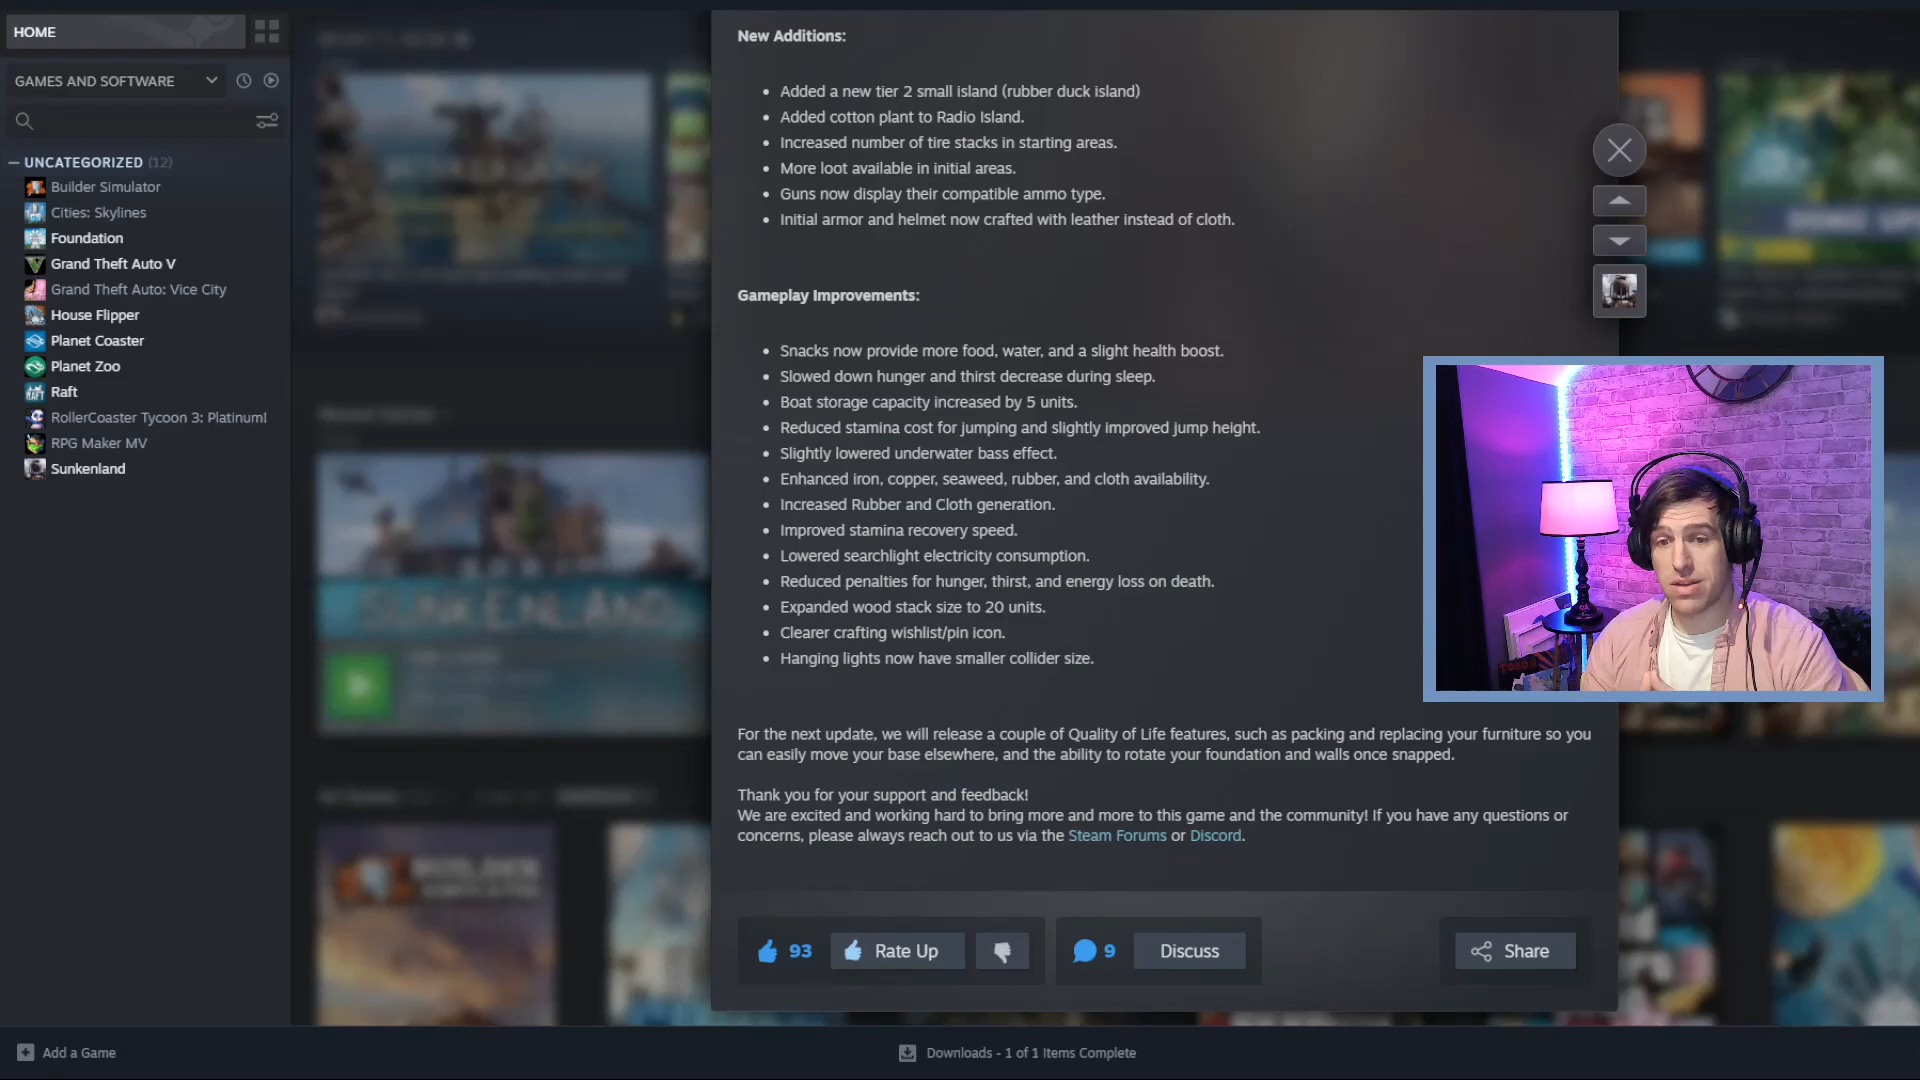 HOME
GAMES AND SOFTWARE
UNCATEGORIZED (12)
Builder Simulator
Cities: Skylines
Foundation
Grand Theft Auto V
Grand Theft Auto: Vice City
House Flipper
Planet Coaster
Planet Zoo
Raft
RollerCoaster Tycoon 3: Platinum!
RPG Maker MV
Sunkenland
New Additions:
Added a new tier 2 small island (rubber duck island)
Added cotton plant to Radio Island.
Increased number of tire stacks in starting areas.
More loot available in initial areas.
Guns now display their compatible ammo type.
Initial armor and helmet now crafted with leather instead of cloth.
Gameplay Improvements:
Snacks now provide more food, water, and a slight health boost.
Slowed down hunger and thirst decrease during sleep.
Boat storage capacity increased by 5 units.
Reduced stamina cost for jumping and slightly improved jump height.
Slightly lowered underwater bass effect.
Enhanced iron, copper, seaweed, rubber, and cloth availability.
Increased Rubber and Cloth generation.
Improved stamina recovery speed.
Lowered searchlight electricity consumption.
Reduced penalties for hunger, thirst, and energy loss on death.
Expanded wood stack size to 20 units.
Clearer crafting wishlist/pin icon.
Hanging lights now have smaller collider size.
For the next update, we will release a couple of Quality of Life features, such as packing and replacing your furniture so you
can easily move your base elsewhere, and the ability to rotate your foundation and walls once snapped.
Thank you for your support and feedback!
We are excited and working hard to bring more and more to this game and the community! If you have any questions or
concerns, please always reach out to us via the Steam Forums or Discord.
93
Rate Up
9
Discuss
Share
SUNKENLAND
BUILDER
Add a Game
Downloads - 1 of 1 Items Complete